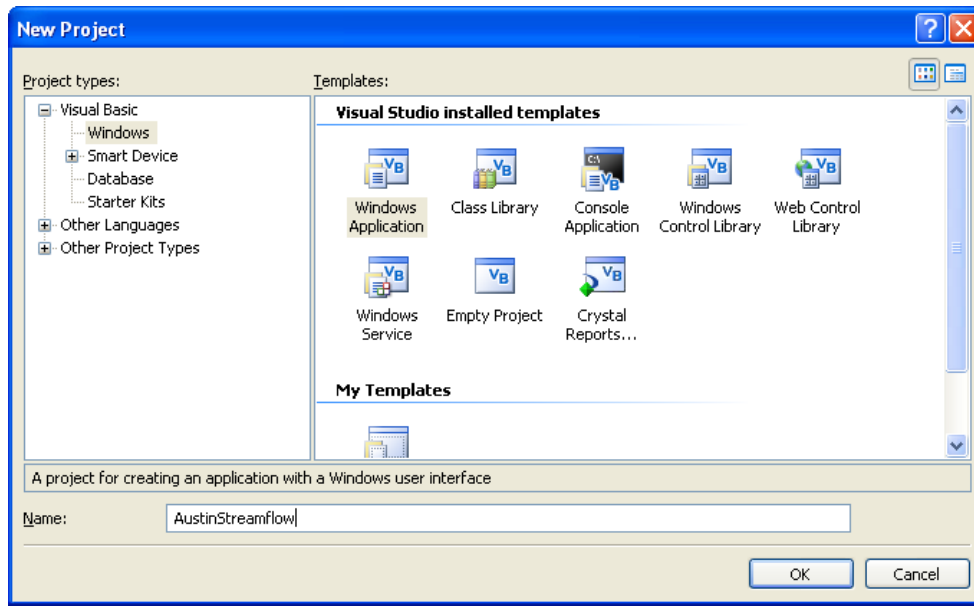 New Project
Project types:
Templates:
Visual Basic
Windows
Smart Device
Database
Starter Kits
Other Languages
Other Project Types
Visual Studio installed templates
Windows Application
Class Library
Console Application
Windows Control Library
Web Control Library
Windows Service
Empty Project
Crystal Reports...
My Templates
A project for creating an application with a Windows user interface
Name:
AustinStreamflow
OK
Cancel